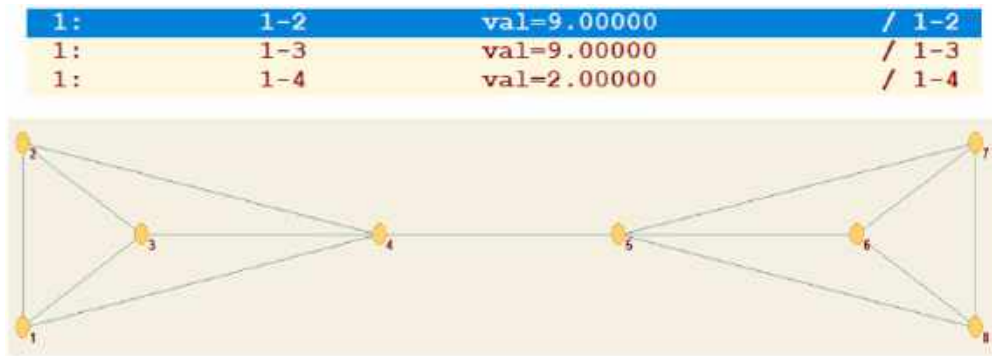 1: 1-2 val=9.00000 / 1-2
1: 1-3 val=9.00000 / 1-3
1: 1-4 val=2.00000 / 1-4
2 7
3 4 5 6
1 8